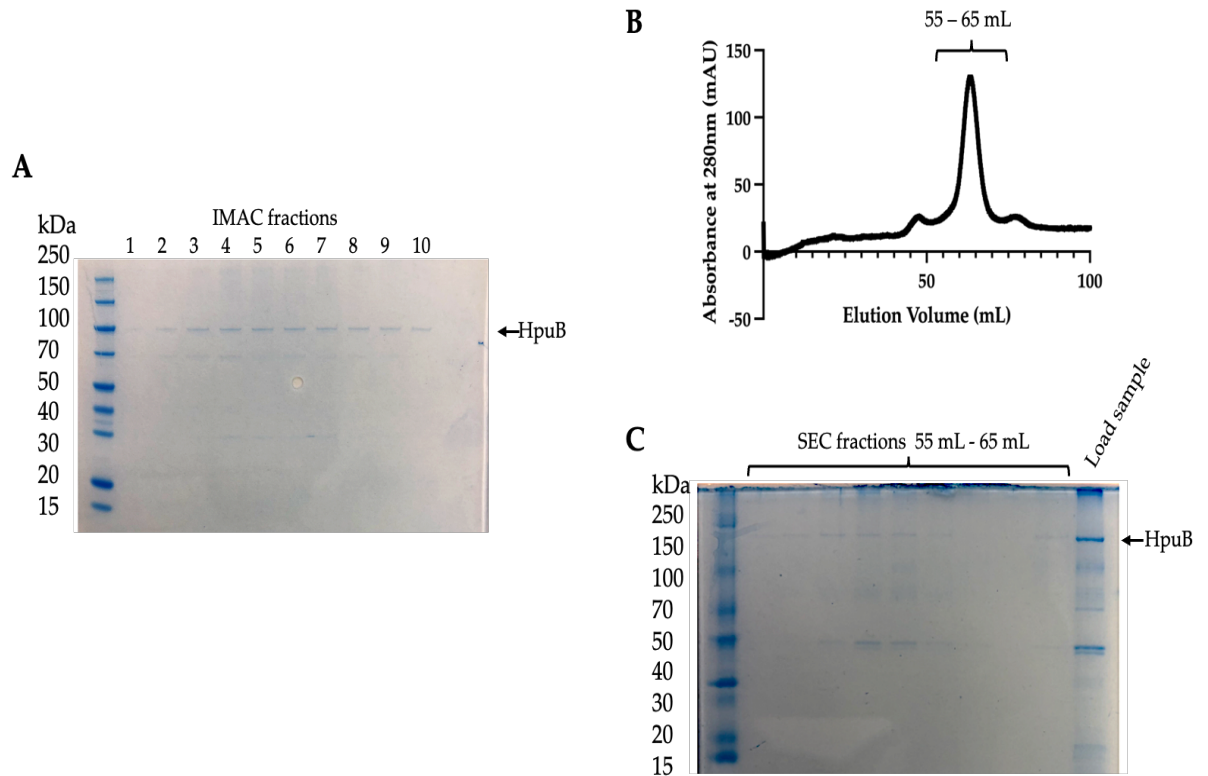 A
kDa
IMAC fractions
1 2 3 4 5 6 7 8 9 10
250
150
100
70
50
40
30
20
15
HpuB
B
55 – 65 mL
Absorbance at 280nm (mAU)
150
100
50
0
-50
50
100
Elution Volume (mL)
C
SEC fractions 55 mL - 65 mL
Load sample
kDa
250
150
100
70
50
40
30
20
15
HpuB